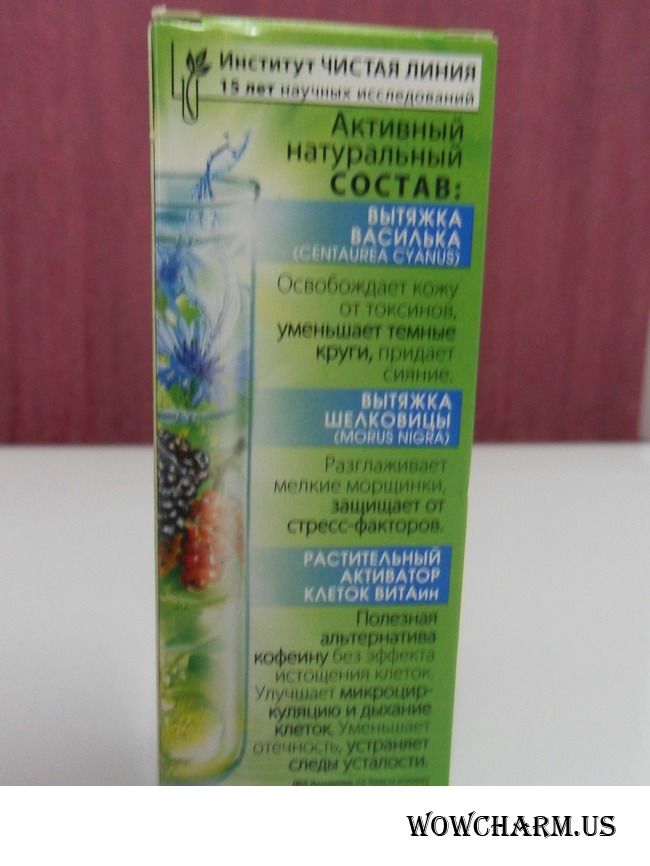 Институт ЧИСТАЯ ЛИНИЯ
15 лет научных исследований
Активный
натуральный
СОСТАВ:
ВЫТЯЖКА
ВАСИЛЬКА
(CENTAUREA CYANUS)
Освобождает кожу
от токсинов,
уменьшает темные
круги, придает
сияние.
ВЫТЯЖКА
ШЕЛКОВИЦЫ
(MORUS NIGRA)
Разглаживает
мелкие морщинки,
защищает от
стресс-факторов.
РАСТИТЕЛЬНЫЙ
АКТИВАТОР
КЛЕТОК ВИТАин
Полезная
альтернатива
кофеину без эффекта
истощения клеток.
Улучшает микроцир-
куляцию и дыхание
клеток. Уменьшает
отечность, устраняет
следы усталости.
WOWCHARM.US